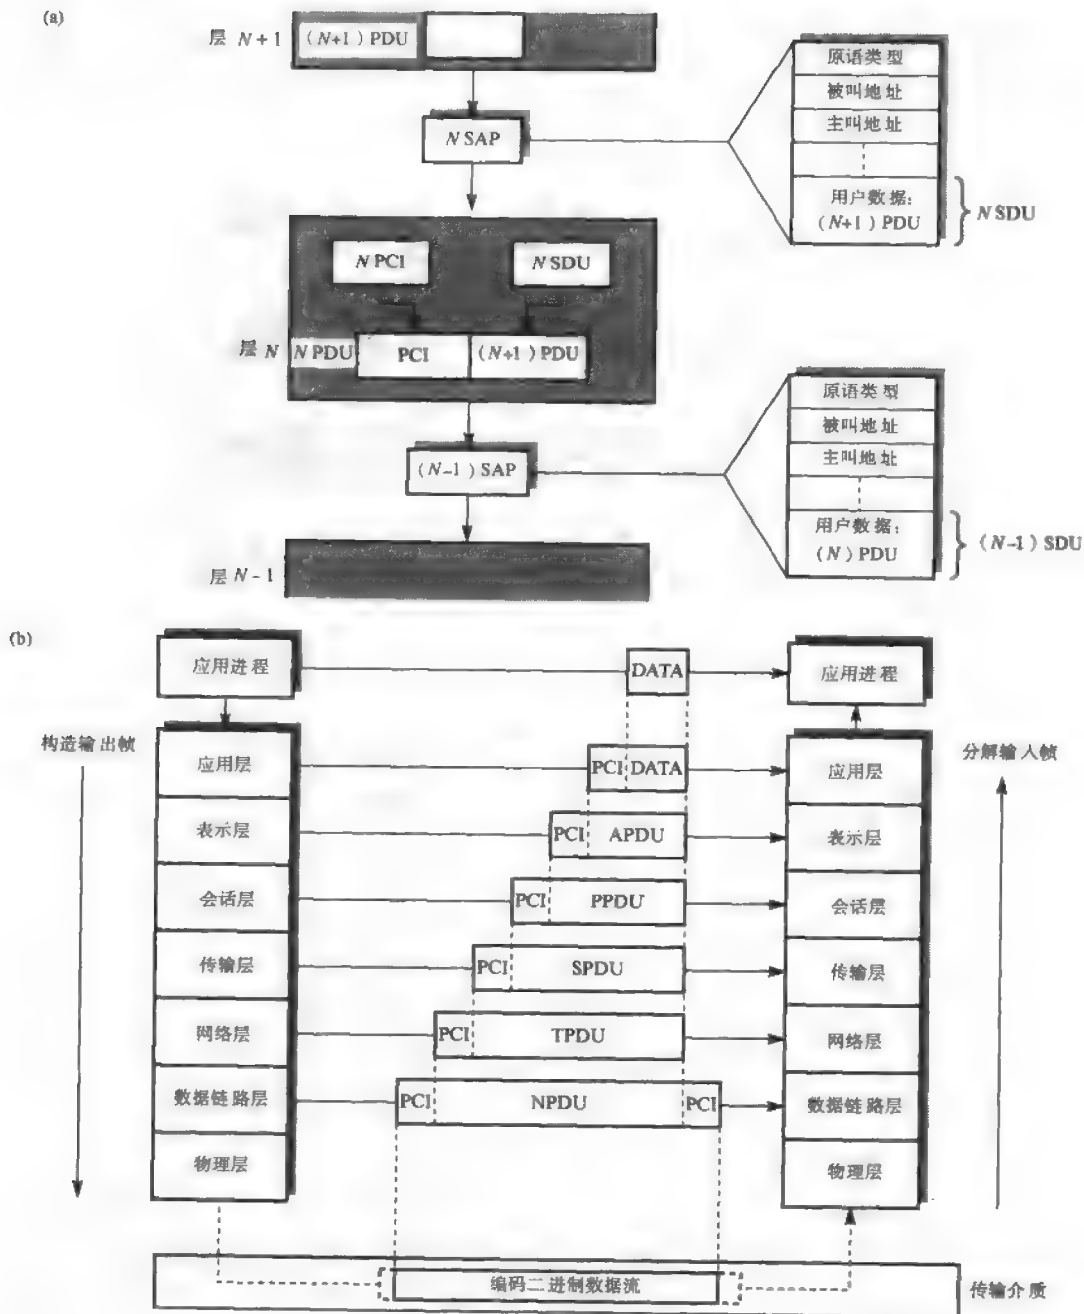 (a)
层 N+1
(N+1) PDU
N SAP
原语类型
被叫地址
主叫地址
用户数据:
(N+1) PDU
N SDU
N PCI
N SDU
层 N
N PDU
PCI
(N+1) PDU
(N-1) SAP
原语类型
被叫地址
主叫地址
用户数据:
(N) PDU
(N-1) SDU
层 N-1
(b)
应用进程
DATA
应用进程
构造输出帧
分解输入帧
应用层
PCI DATA
应用层
表示层
PCI APDU
表示层
会话层
PCI PPDU
会话层
传输层
PCI SPDU
传输层
网络层
PCI TPDU
网络层
数据链路层
PCI NPDU PCI
数据链路层
物理层
物理层
编码二进制数据流
传输介质